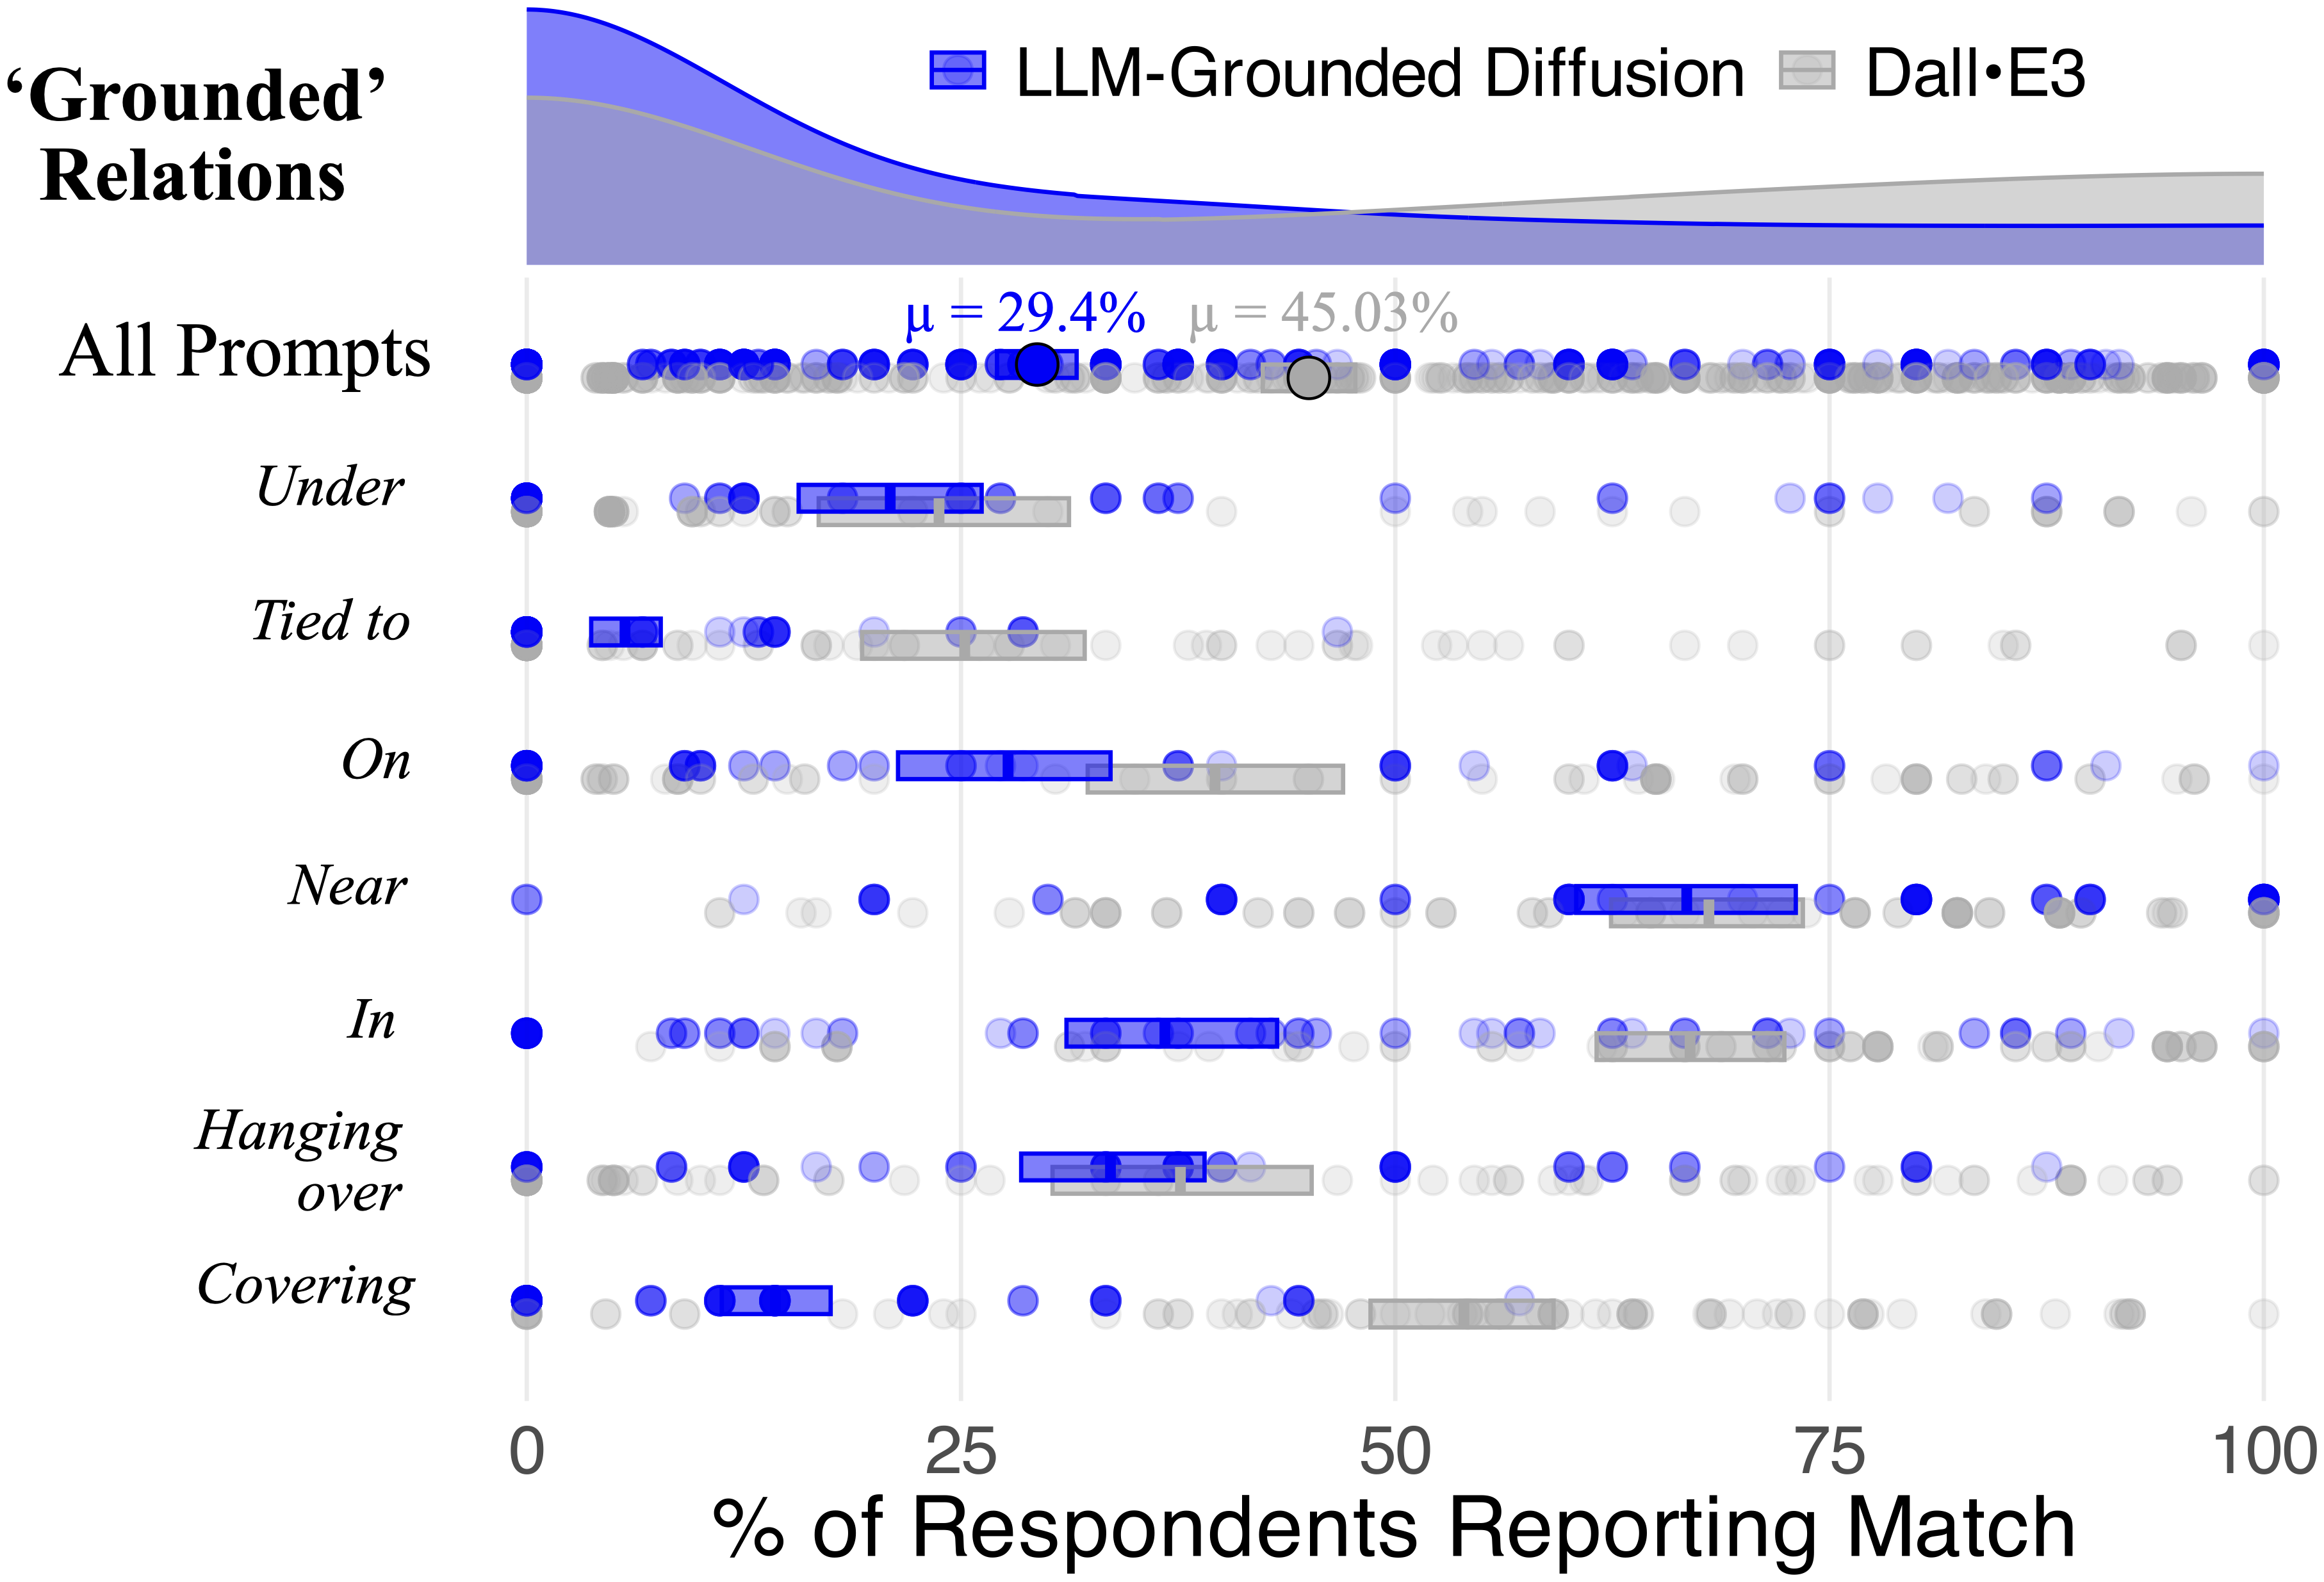 ‘Grounded’
Relations
LLM-Grounded Diffusion
Dall•E3
μ = 29.4%
μ = 45.03%
All Prompts
Under
Tied to
On
Near
In
Hanging
over
Covering
0
25
50
75
100
% of Respondents Reporting Match